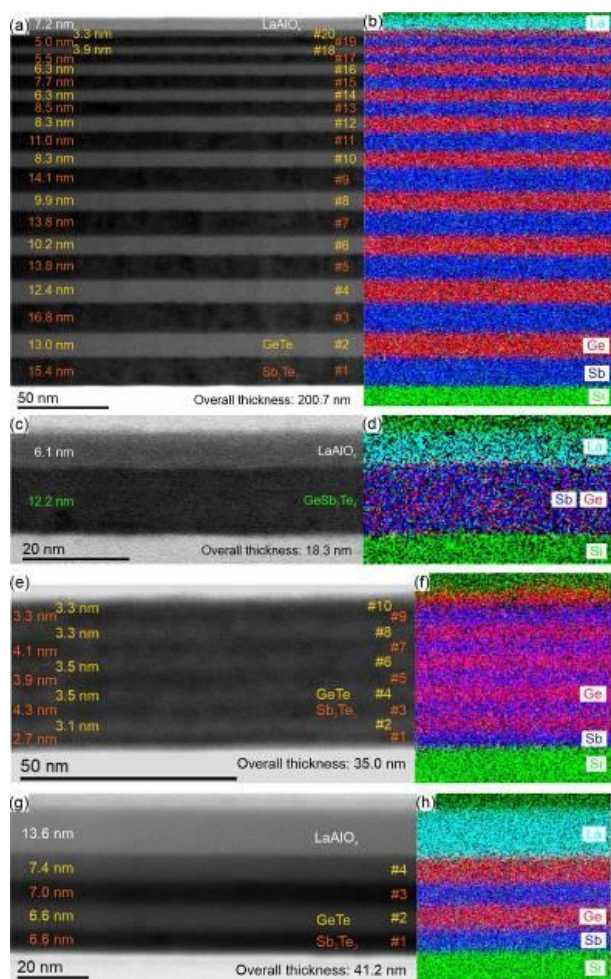 (a)
7.2 nm LaAlOx
3.3 nm #20
5.0 nm #19
3.9 nm #18
5.5 nm #17
6.3 nm #16
7.7 nm #15
6.3 nm #14
8.5 nm #13
8.3 nm #12
11.0 nm #11
8.3 nm #10
14.1 nm #9
9.9 nm #8
13.8 nm #7
10.2 nm #6
13.8 nm #5
12.4 nm #4
16.8 nm #3
13.0 nm GeTe #2
15.4 nm Sb2Te3 #1
50 nm Overall thickness: 200.7 nm
(b)
La
Ge
Sb
Si
(c)
6.1 nm LaAlOx
12.2 nm GeSb2Te4
20 nm Overall thickness: 18.3 nm
(d)
La
Sb Ge
Si
(e)
3.3 nm #10
3.3 nm #9
3.3 nm #8
4.1 nm #7
3.5 nm #6
3.9 nm #5
3.5 nm GeTe #4
4.3 nm Sb2Te3 #3
3.1 nm #2
2.7 nm #1
50 nm Overall thickness: 35.0 nm
(f)
Ge
Sb
Si
(g)
13.6 nm LaAlOx
7.4 nm #4
7.0 nm #3
6.6 nm GeTe #2
6.6 nm Sb2Te3 #1
20 nm Overall thickness: 41.2 nm
(h)
La
Ge
Sb
Si